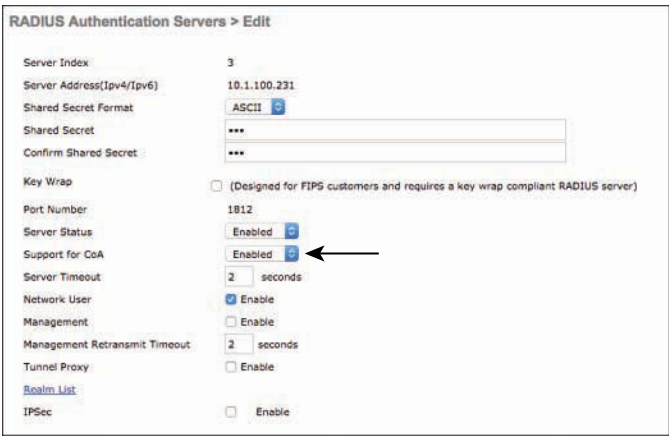 RADIUS Authentication Servers > Edit
Server Index 3
Server Address(Ipv4/Ipv6) 10.1.100.231
Shared Secret Format ASCII
Shared Secret •••
Confirm Shared Secret •••
Key Wrap (Designed for FIPS customers and requires a key wrap compliant RADIUS server)
Port Number 1812
Server Status Enabled
Support for CoA Enabled
Server Timeout 2 seconds
Network User Enable
Management Enable
Management Retransmit Timeout 2 seconds
Tunnel Proxy Enable
Realm List
IPSec Enable